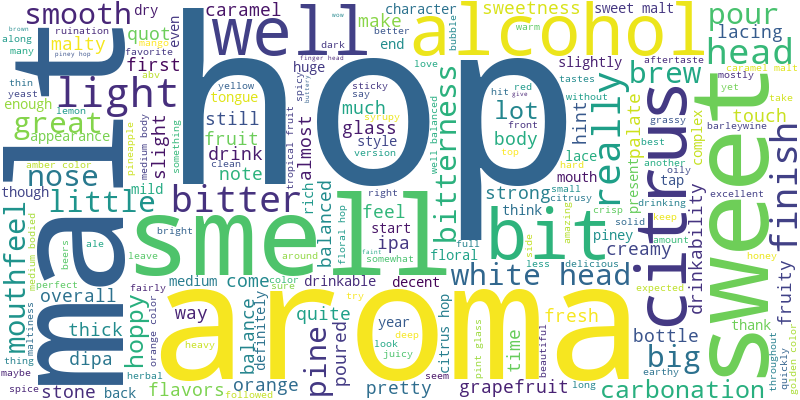 smooth
dry
caramel
well
wow
alcohol
sweetness
sweet malt
pour
brown
along
ruination
mango
character
dark
better
bubble
warm
lacing
many
malty
quot
piney hop
favorite
even
make
end
finger head
love
slightly
aftertaste
head
thin
yeast
light
first
abv
huge
spicy
buttery
hop
tastes
caramel malt
mostly
yet
enough
lemon
slight
yellow
tongue
sticky
say
syrupy
much
hit
red
give
without
grassy
brew
great
pineapple
medium body
something
still
fruit
almost
tropical fruit
glass
style
version
well balanced
bitterness
lot
front
body
hint
palate
complex
take
barleywine
touch
appearance
clean
drink
top
lace
hard
present
best
another
oily
tap
though
nose
mild
note
mouth
really
citrus
sweet
excellent
malt
little
bitter
rich
right
strong
small
citrusy
drinking
drinkability
finish
amber color
bright
smell
balanced
floral hop
feel
start
ipa
think
crisp
solid
bit
piney
amazing
keep
amount
mouthfeel
medium bodied
beers
ale
leave
around
faint
somewhat
full
floral
side
less
delicious
creamy
honey
fruity
perfect
overall
fairly
medium
come
color
sure
drinkable
decent
white head
expected
thing
maltiness
thick
hoppy
orange color
way
aroma
balance
definitely
quite
try
year
deep
look
juicy
citrus hop
pint glass
time
fresh
beautiful
bottle
thank
throughout
quickly
golden color
maybe
dipa
herbal
heavy
pine
poured
big
earthy
spice
stone
back
flavors
followed
orange
pretty
seem
grapefruit
long
carbonation